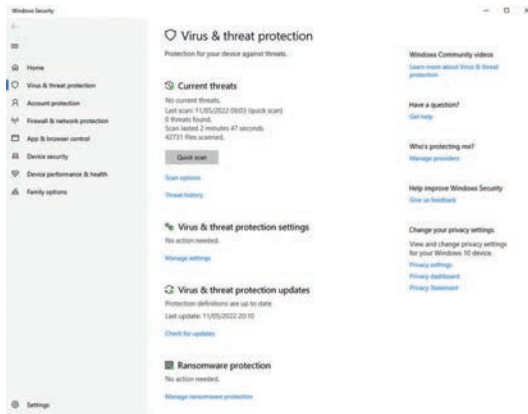 Windows Security
Home
Virus & threat protection
Account protection
Firewall & network protection
App & browser control
Device security
Device performance & health
Family options
Settings
Virus & threat protection
Protection for your device against threats.
Current threats
No current threats.
Last scan: 11/05/2022 09:03 (quick scan)
0 threats found.
Scan lasted 2 minutes 47 seconds
42731 files scanned.
Quick scan
Scan options
Threat history
Virus & threat protection settings
No action needed.
Manage settings
Virus & threat protection updates
Protection definitions are up to date.
Last update: 11/05/2022 20:10
Check for updates
Ransomware protection
No action needed.
Manage ransomware protection
Windows Community videos
Learn more about Virus & threat
protection
Have a question?
Get help
Who's protecting me?
Manage providers
Help improve Windows Security
Give us feedback
Change your privacy settings
View and change privacy settings
for your Windows 10 device.
Privacy settings
Privacy dashboard
Privacy Statement